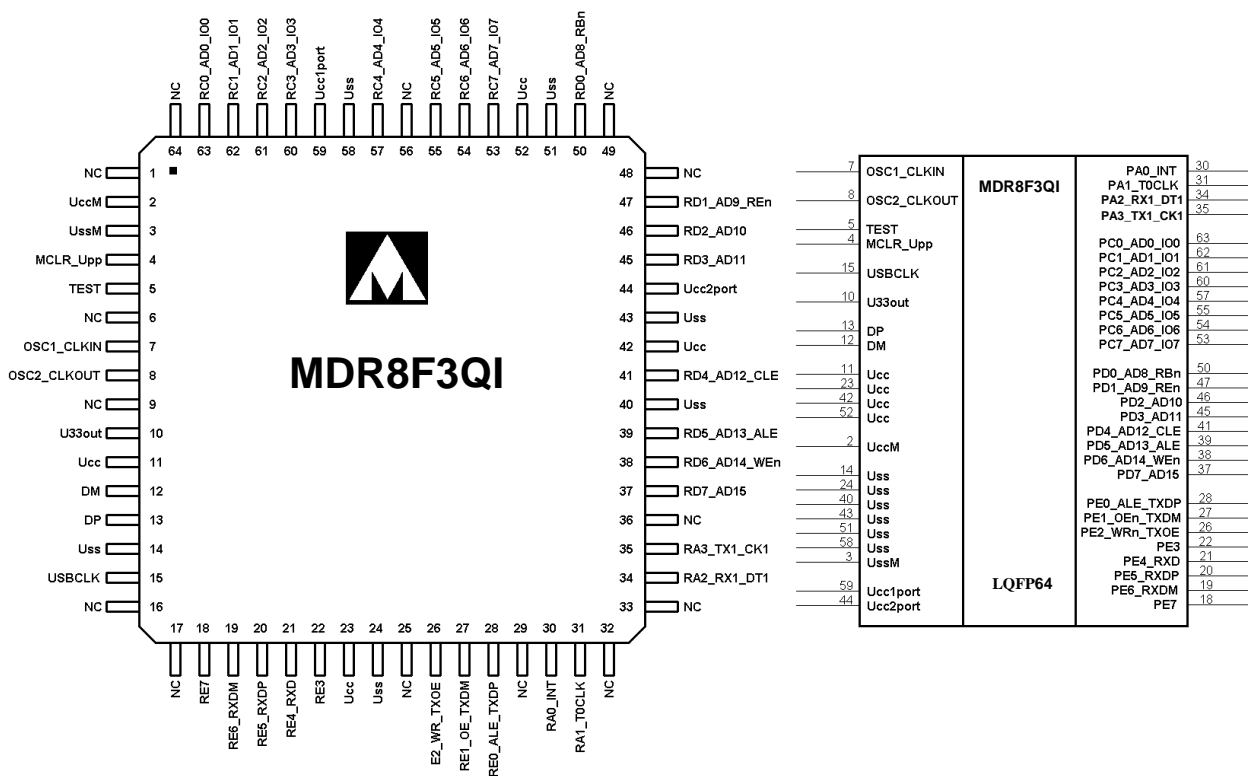 NC
RC0_AD0_IO0
RC1_AD1_IO1
RC2_AD2_IO2
RC3_AD3_IO3
Ucc1port
Uss
RC4_AD4_IO4
NC
RC5_AD5_IO5
RC6_AD6_IO6
RC7_AD7_IO7
Ucc
Uss
RD0_AD8_RBn
NC
64 63 62 61 60 59 58 57 56 55 54 53 52 51 50 49
NC 1
UccM 2
UssM 3
MCLR_Upp 4
TEST 5
NC 6
OSC1_CLKIN 7
OSC2_CLKOUT 8
NC 9
U33out 10
Ucc 11
DM 12
DP 13
Uss 14
USBCLK 15
NC 16
MDR8F3QI
48 NC
47 RD1_AD9_REn
46 RD2_AD10
45 RD3_AD11
44 Ucc2port
43 Uss
42 Ucc
41 RD4_AD12_CLE
40 Uss
39 RD5_AD13_ALE
38 RD6_AD14_WEn
37 RD7_AD15
36 NC
35 RA3_TX1_CK1
34 RA2_RX1_DT1
33 NC
17 18 19 20 21 22 23 24 25 26 27 28 29 30 31 32
NC
RE7
RE6_RXDM
RE5_RXDP
RE4_RXD
RE3
Ucc
Uss
NC
E2_WR_TXOE
RE1_OE_TXDM
RE0_ALE_TXDP
NC
RA0_INT
RA1_T0CLK
NC
7 OSC1_CLKIN
8 OSC2_CLKOUT
5 TEST
4 MCLR_Upp
15 USBCLK
10 U33out
13 DP
12 DM
11 Ucc
23 Ucc
42 Ucc
52 Ucc
2 UccM
14 Uss
24 Uss
40 Uss
43 Uss
51 Uss
58 Uss
3 UssM
59 Ucc1port
44 Ucc2port
MDR8F3QI
LQFP64
PA0_INT 30
PA1_T0CLK 31
PA2_RX1_DT1 34
PA3_TX1_CK1 35
PC0_AD0_IO0 63
PC1_AD1_IO1 62
PC2_AD2_IO2 61
PC3_AD3_IO3 60
PC4_AD4_IO4 57
PC5_AD5_IO5 55
PC6_AD6_IO6 54
PC7_AD7_IO7 53
PD0_AD8_RBn 50
PD1_AD9_REn 47
PD2_AD10 46
PD3_AD11 45
PD4_AD12_CLE 41
PD5_AD13_ALE 39
PD6_AD14_WEn 38
PD7_AD15 37
PE0_ALE_TXDP 28
PE1_OEn_TXDM 27
PE2_WRn_TXOE 26
PE3 22
PE4_RXD 21
PE5_RXDP 20
PE6_RXDM 19
PE7 18